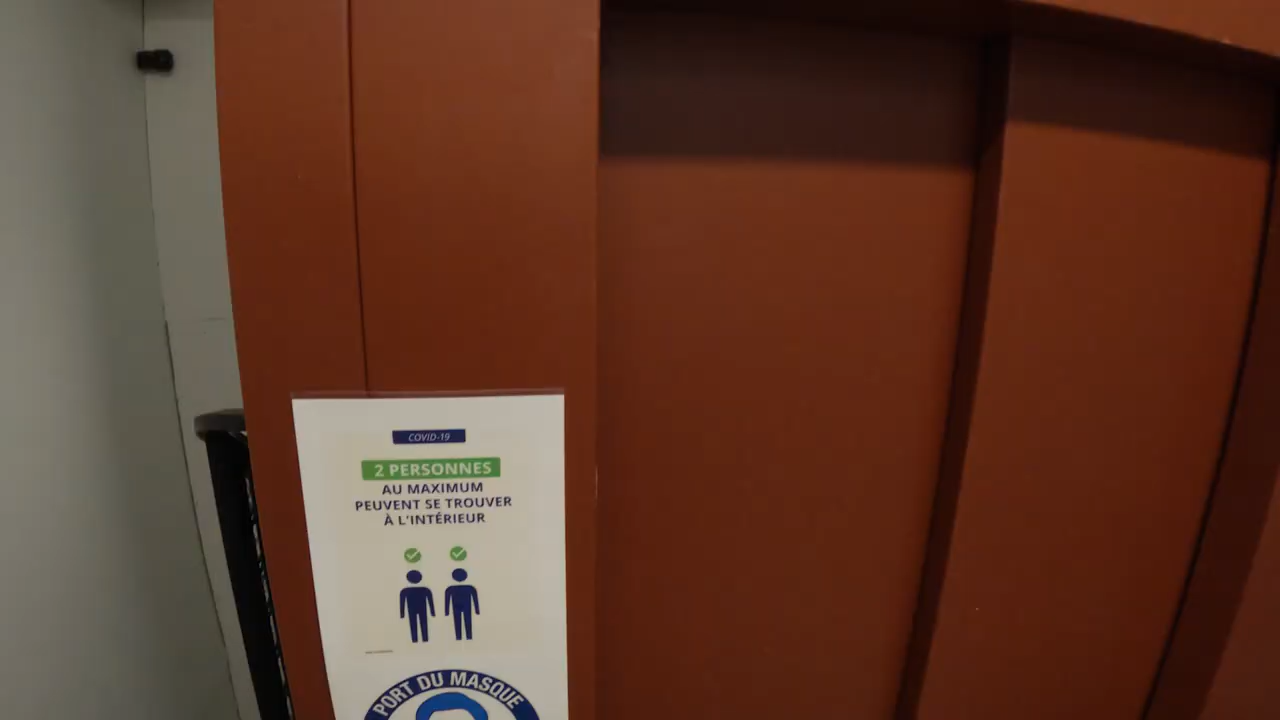 COVID-19
2 PERSONNES
AU MAXIMUM
PEUVENT SE TROUVER
À L'INTÉRIEUR
PORT DU MASQUE